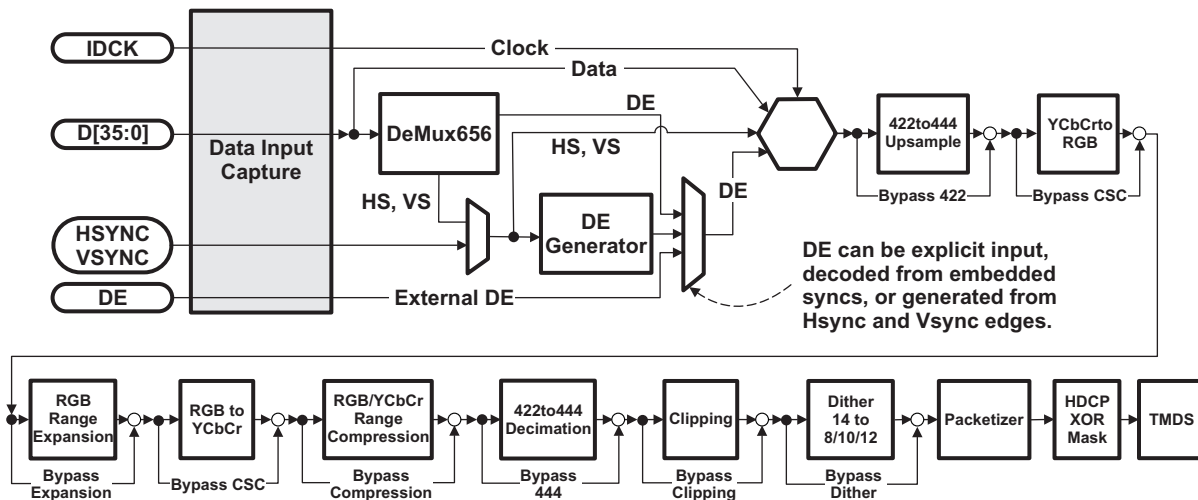 IDCK
Clock
Data
D[35:0]
Data Input
Capture
DeMux656
DE
HS, VS
HS, VS
422to444
Upsample
YCbCrto
RGB
Bypass 422
Bypass CSC
HSYNC
VSYNC
DE
Generator
DE
DE
External DE
DE can be explicit input,
decoded from embedded
syncs, or generated from
Hsync and Vsync edges.
RGB
Range
Expansion
RGB to
YCbCr
RGB/YCbCr
Range
Compression
422to444
Decimation
Clipping
Dither
14 to
8/10/12
Packetizer
HDCP
XOR
Mask
TMDS
Bypass
Expansion
Bypass CSC
Bypass
Compression
Bypass
444
Bypass
Clipping
Bypass
Dither